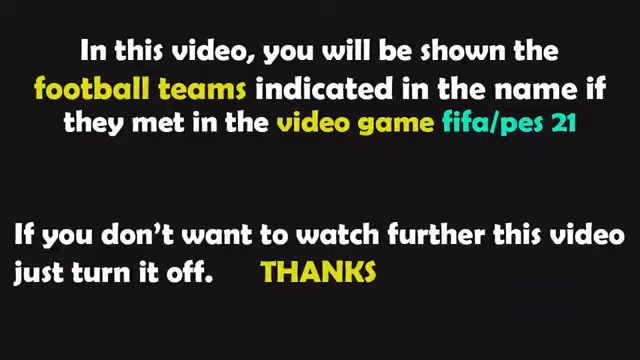 In this video, you will be shown the
football teams indicated in the name if
they met in the video game fifa/pes 21
If you don't want to watch further this video
just turn it off. THANKS